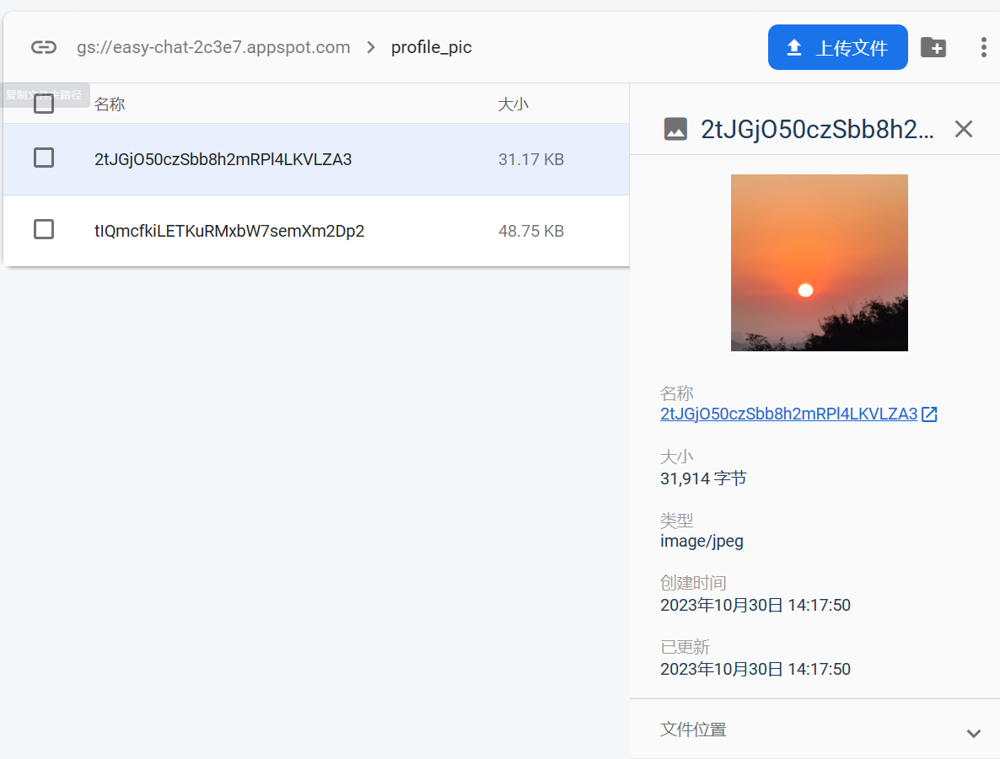 gs://easy-chat-2c3e7.appspot.com > profile_pic
上传文件
复制文件夹路径
名称 大小
2tJGjO50czSbb8h2mRPl4LKVLZA3 31.17 KB
tIQmcfkiLETKuRMxbW7semXm2Dp2 48.75 KB
2tJGjO50czSbb8h2...
名称
2tJGjO50czSbb8h2mRPl4LKVLZA3
大小
31,914 字节
类型
image/jpeg
创建时间
2023年10月30日 14:17:50
已更新
2023年10月30日 14:17:50
文件位置